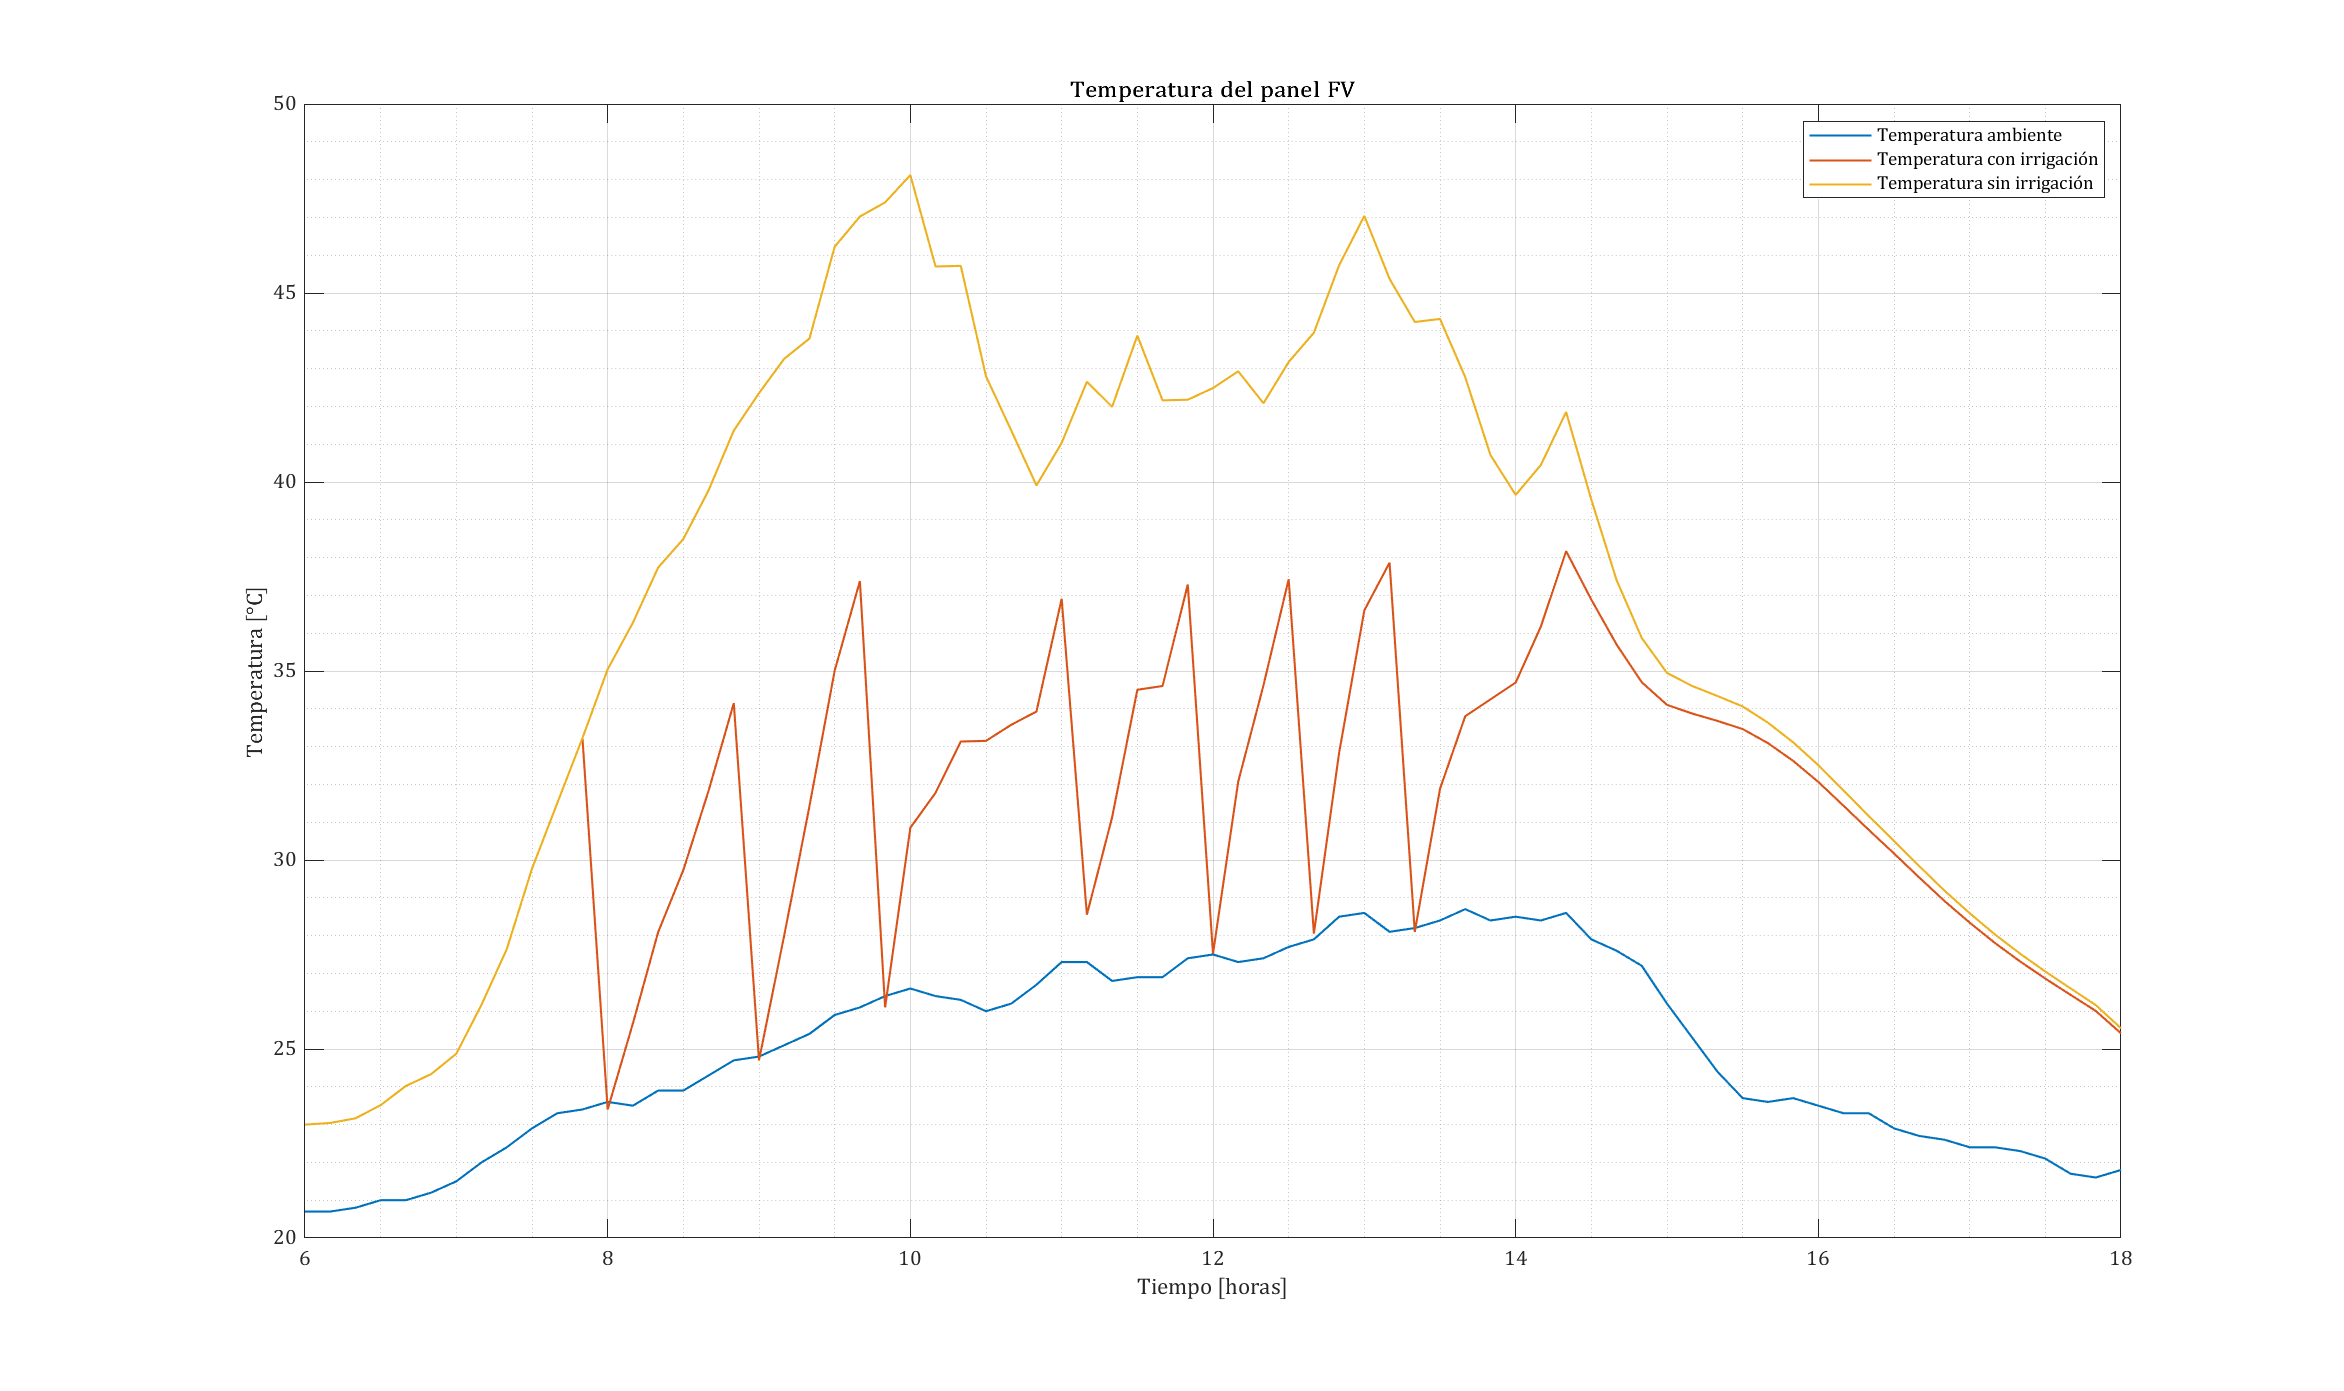 Temperatura del panel FV
Temperatura ambiente
Temperatura con irrigación
Temperatura sin irrigación
50
45
40
35
30
25
20
Temperatura [°C]
6 8 10 12 14 16 18
Tiempo [horas]